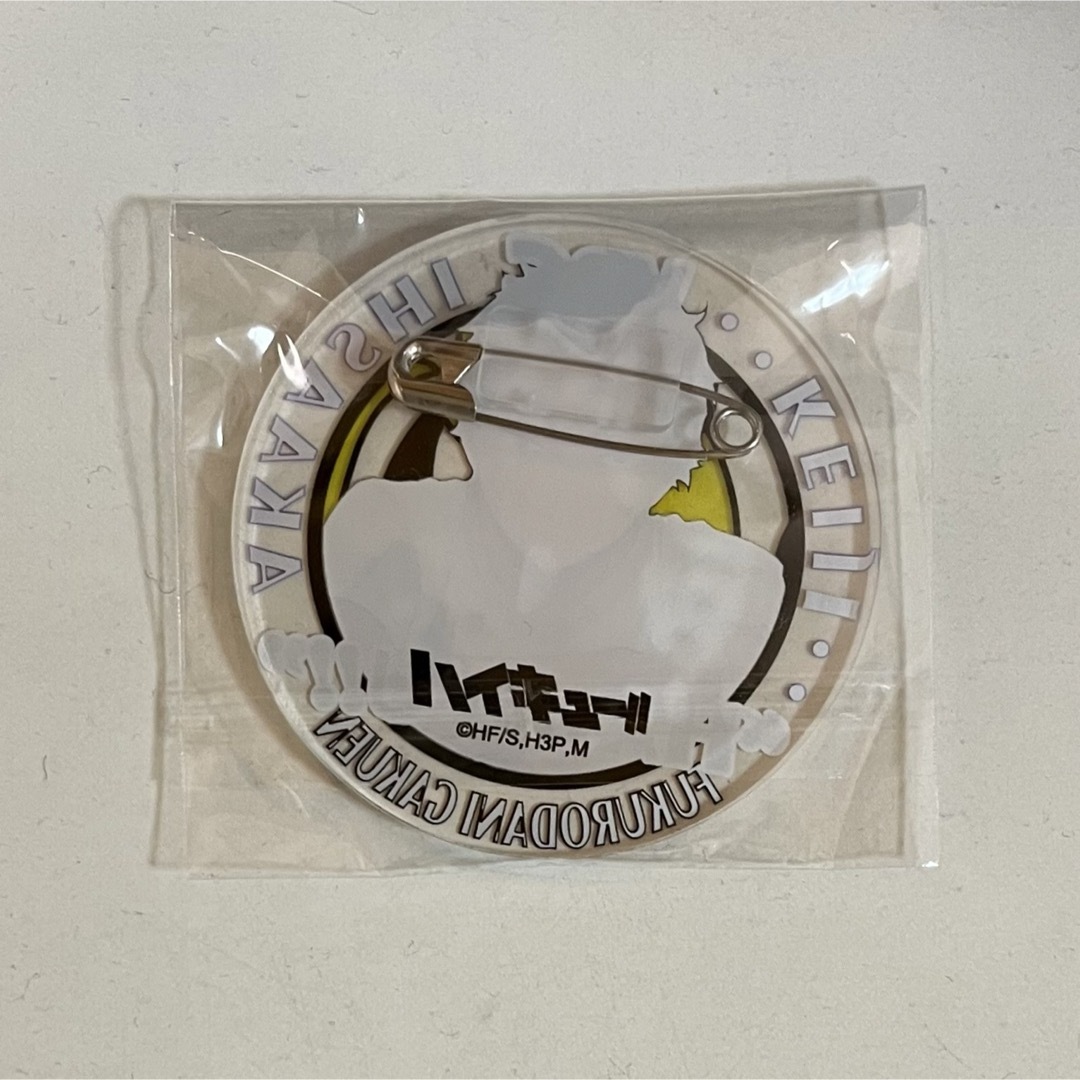 AKAASHI
KEIJI
ハイキュー!!
©HF/S,H3P,M
FUKURODANI GAKUEN